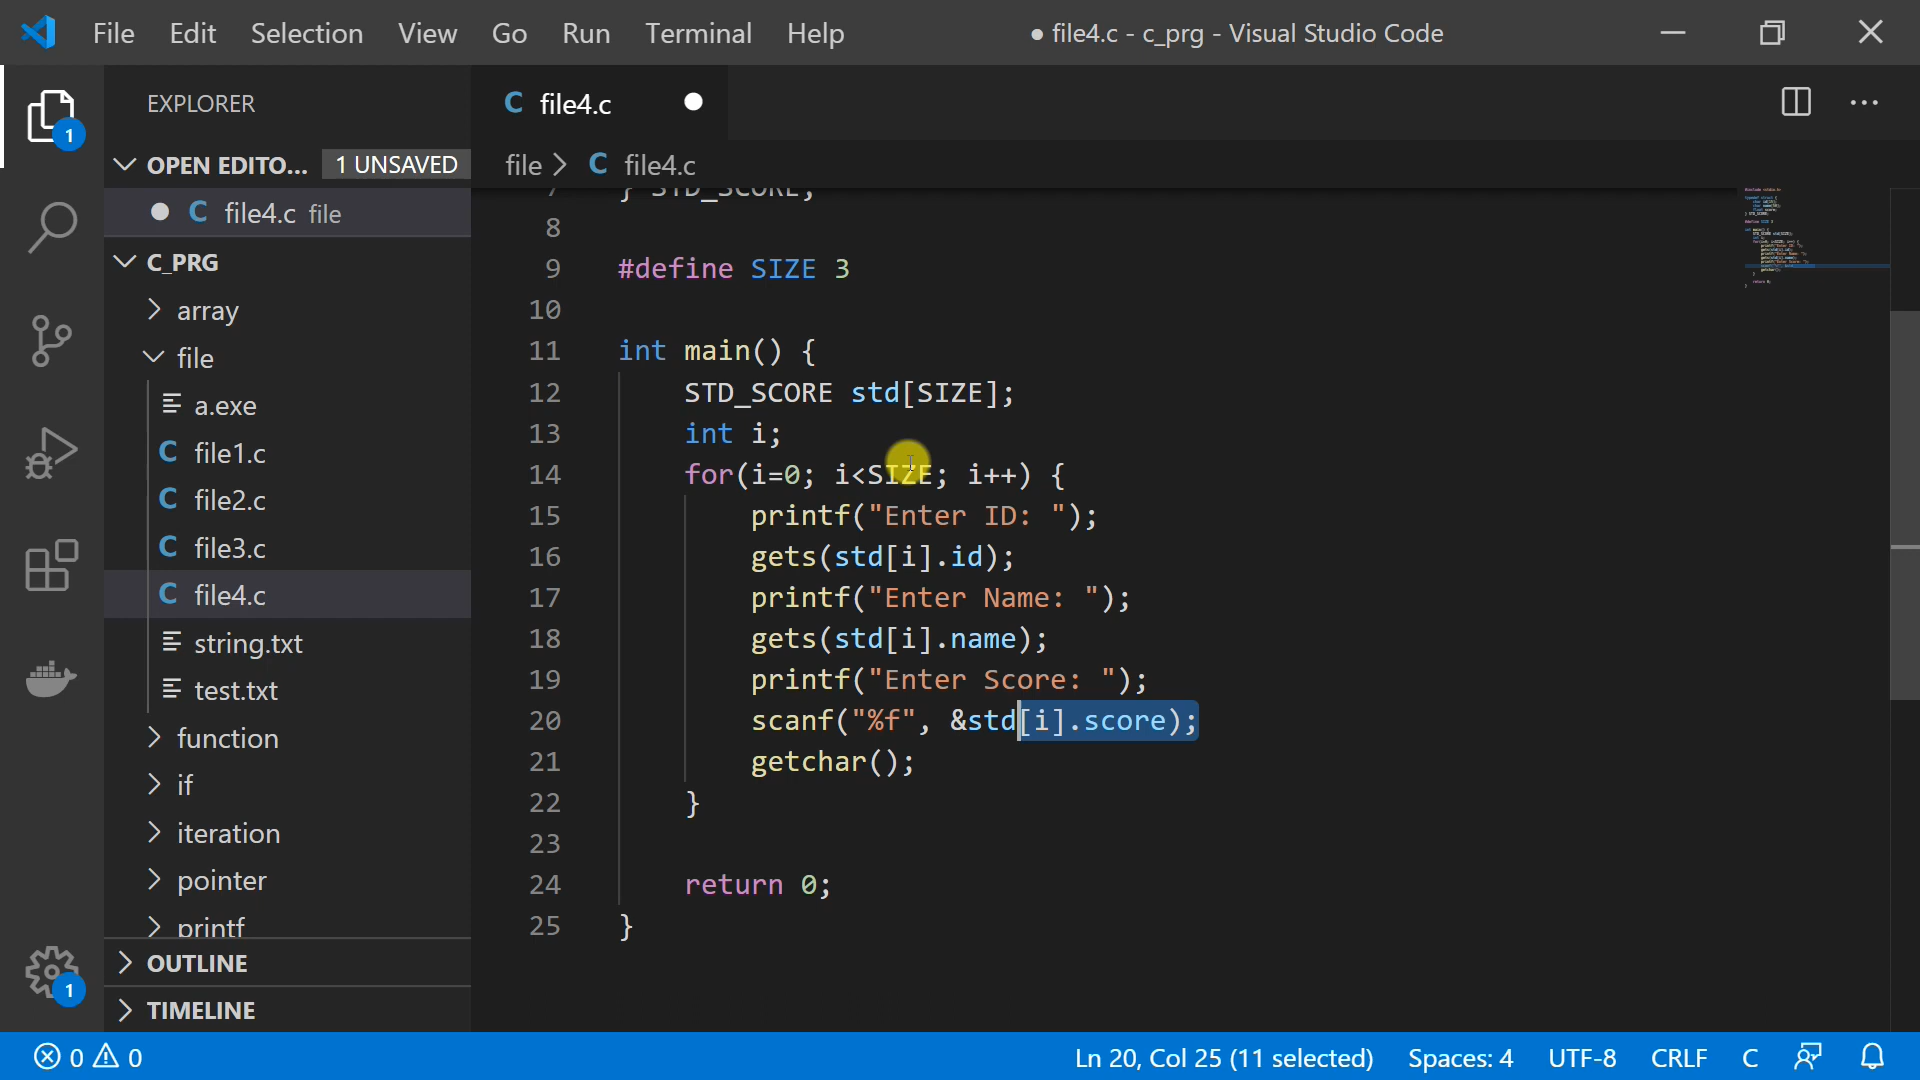 File Edit Selection View Go Run Terminal Help ● file4.c - c_prg - Visual Studio Code
EXPLORER
C file4.c
OPEN EDITO... 1 UNSAVED
file > C file4.c
C file4.c file
7 } STD_SCORE;
8
C_PRG
9 #define SIZE 3
array
10
file
11 int main() {
a.exe
12 STD_SCORE std[SIZE];
13 int i;
C file1.c
14 for(i=0; i<SIZE; i++) {
C file2.c
15 printf("Enter ID: ");
C file3.c
16 gets(std[i].id);
C file4.c
17 printf("Enter Name: ");
string.txt
18 gets(std[i].name);
test.txt
19 printf("Enter Score: ");
function
20 scanf("%f", &std[i].score);
21 getchar();
if
22 }
iteration
23
pointer
24 return 0;
printf
25 }
OUTLINE
1
TIMELINE
0 0 Ln 20, Col 25 (11 selected) Spaces: 4 UTF-8 CRLF C